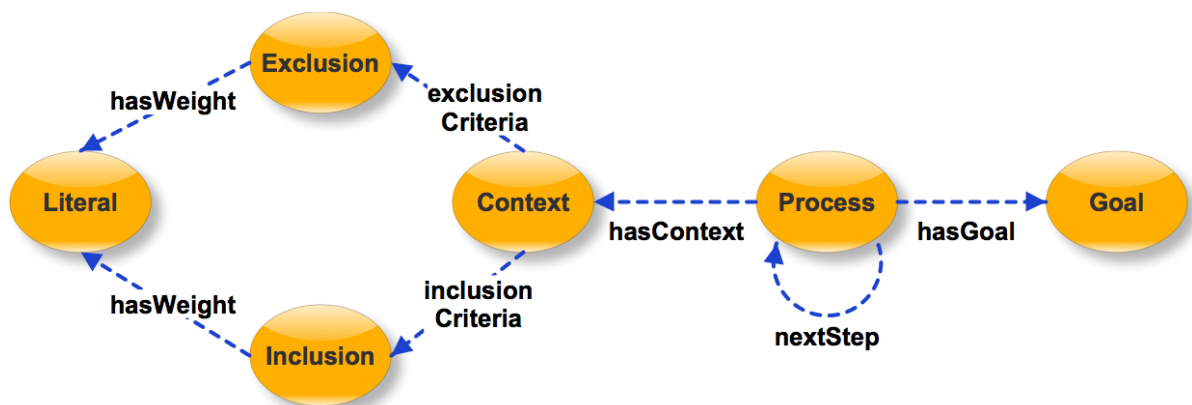 Exclusion
hasWeight
exclusion
Criteria
Literal
Context
Process
Goal
hasContext
hasGoal
hasWeight
inclusion
Criteria
nextStep
Inclusion